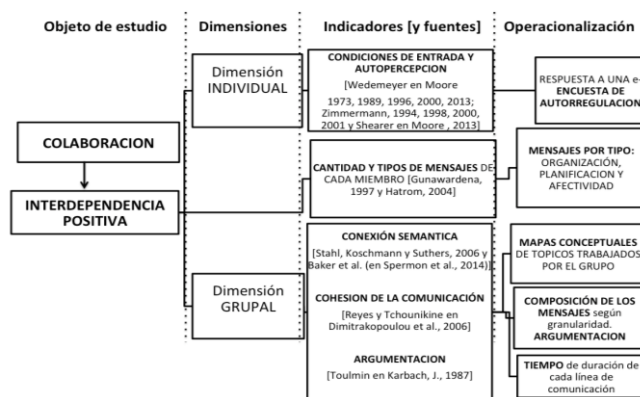 Objeto de estudio
Dimensiones
Indicadores [y fuentes]
Operacionalización
COLABORACION
INTERDEPENDENCIA
POSITIVA
Dimensión
INDIVIDUAL
Dimensión
GRUPAL
CONDICIONES DE ENTRADA Y
AUTOPERCEPCION
[Wedemeyer en Moore
1973, 1989, 1996, 2000, 2013;
Zimmermann, 1994, 1998, 2000,
2001 y Shearer en Moore , 2013]
CANTIDAD Y TIPOS DE MENSAJES DE
CADA MIEMBRO [Gunawardena,
1997 y Hatrom, 2004]
CONEXIÓN SEMANTICA
[Stahl, Koschmann y Suthers, 2006 y
Baker et al. (en Spermon et al., 2014)]
COHESION DE LA COMUNICACIÓN
[Reyes y Tchounikine en
Dimitrakopoulou et al., 2006]
ARGUMENTACION
[Toulmin en Karbach, J., 1987]
RESPUESTA A UNA e-
ENCUESTA DE
AUTORREGULACION
MENSAJES POR TIPO:
ORGANIZACIÓN,
PLANIFICACION Y
AFECTIVIDAD
MAPAS CONCEPTUALES
DE TOPICOS TRABAJADOS
POR EL GRUPO
COMPOSICIÓN DE LOS
MENSAJES según
granularidad.
ARGUMENTACION
TIEMPO de duración de
cada línea de
comunicación